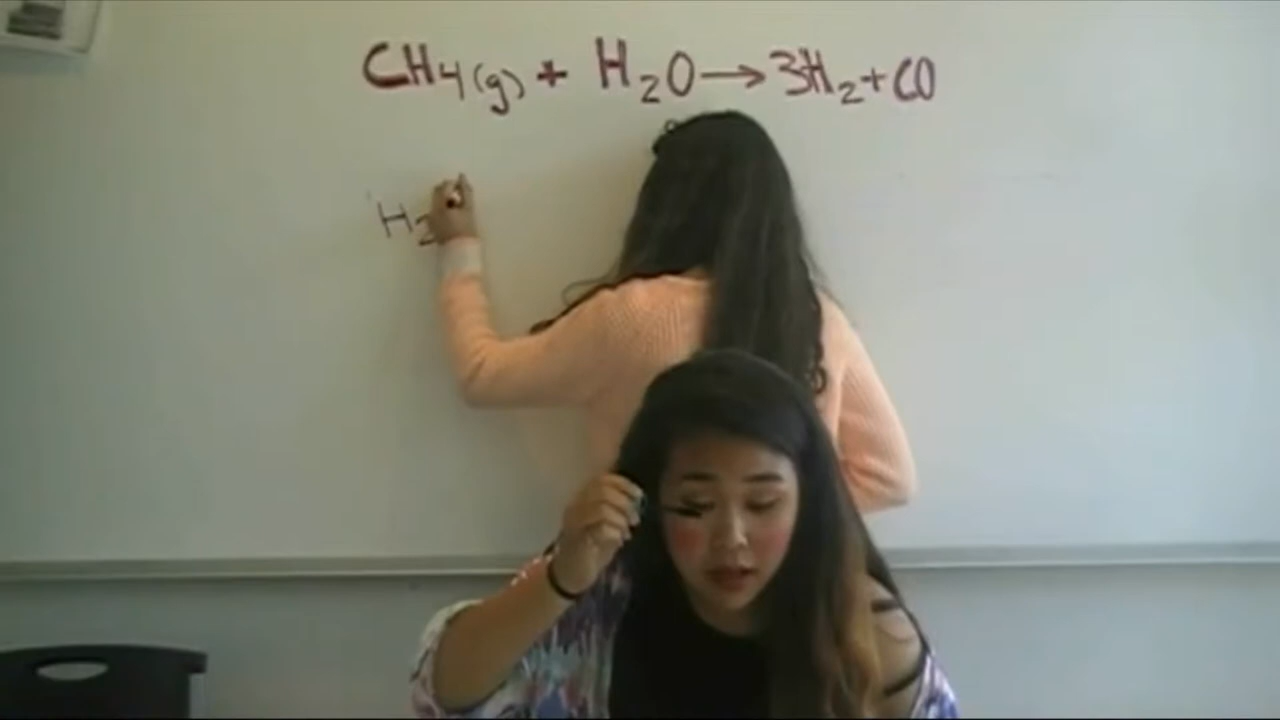 CH4(g) + H2O → 3H2 + CO
H2